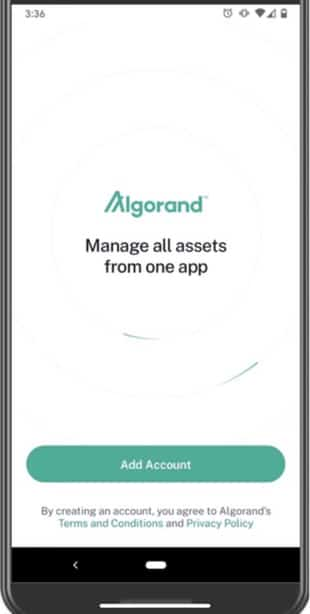 3:36
Algorand™
Manage all assets
from one app
Add Account
By creating an account, you agree to Algorand's
Terms and Conditions and Privacy Policy